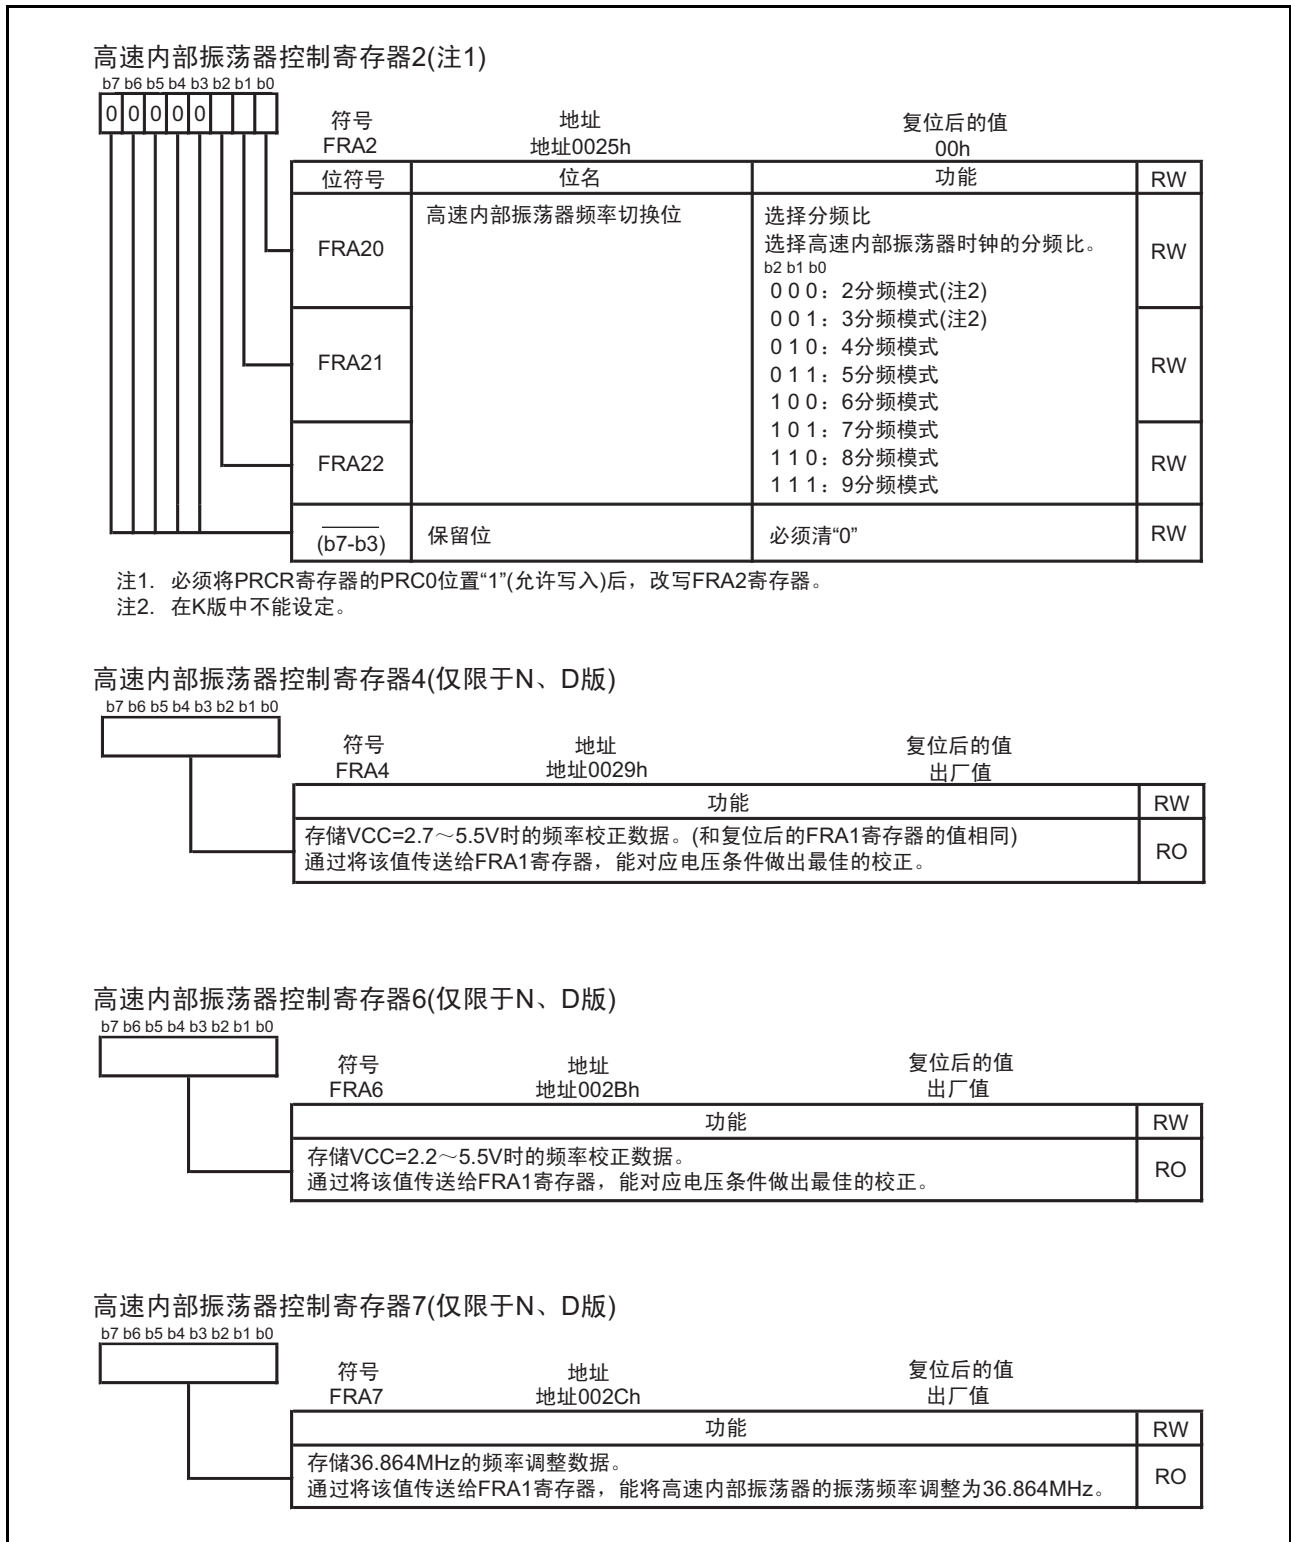 高速内部振荡器控制寄存器2(注1)
b7 b6 b5 b4 b3 b2 b1 b0
0 0 0 0 0
符号 地址 复位后的值
FRA2 地址0025h 00h
位符号 位名 功能 RW
FRA20 高速内部振荡器频率切换位 选择分频比 RW
选择高速内部振荡器时钟的分频比。
b2 b1 b0
0 0 0：2分频模式(注2)
0 0 1：3分频模式(注2)
FRA21 0 1 0：4分频模式 RW
0 1 1：5分频模式
1 0 0：6分频模式
1 0 1：7分频模式
FRA22 1 1 0：8分频模式 RW
1 1 1：9分频模式
(b7-b3) 保留位 必须清“0” RW
注1. 必须将PRCR寄存器的PRC0位置“1”(允许写入)后，改写FRA2寄存器。
注2. 在K版中不能设定。
高速内部振荡器控制寄存器4(仅限于N、D版)
b7 b6 b5 b4 b3 b2 b1 b0
符号 地址 复位后的值
FRA4 地址0029h 出厂值
功能 RW
存储VCC=2.7～5.5V时的频率校正数据。(和复位后的FRA1寄存器的值相同) RO
通过将该值传送给FRA1寄存器，能对应电压条件做出最佳的校正。
高速内部振荡器控制寄存器6(仅限于N、D版)
b7 b6 b5 b4 b3 b2 b1 b0
符号 地址 复位后的值
FRA6 地址002Bh 出厂值
功能 RW
存储VCC=2.2～5.5V时的频率校正数据。 RO
通过将该值传送给FRA1寄存器，能对应电压条件做出最佳的校正。
高速内部振荡器控制寄存器7(仅限于N、D版)
b7 b6 b5 b4 b3 b2 b1 b0
符号 地址 复位后的值
FRA7 地址002Ch 出厂值
功能 RW
存储36.864MHz的频率调整数据。 RO
通过将该值传送给FRA1寄存器，能将高速内部振荡器的振荡频率调整为36.864MHz。